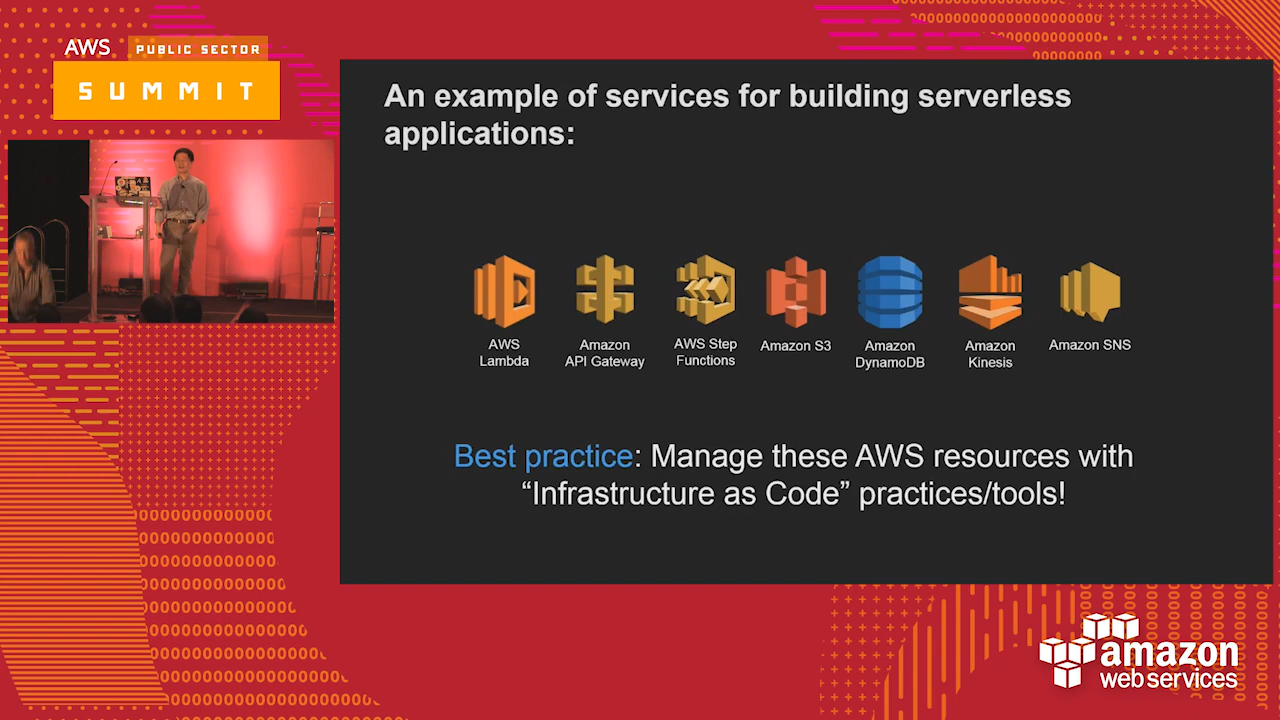 AWS PUBLIC SECTOR
SUMMIT
An example of services for building serverless
applications:
AWS
Lambda
Amazon
API Gateway
AWS Step
Functions
Amazon S3
Amazon
DynamoDB
Amazon
Kinesis
Amazon SNS
Best practice: Manage these AWS resources with
“Infrastructure as Code” practices/tools!
amazon
web services